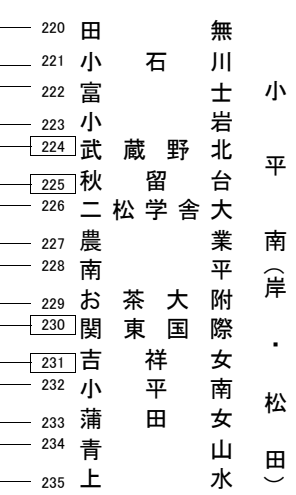 220 田無
221 小石川
222 富士
223 小岩
224 武蔵野北
225 秋留台
226 二松学舎大
227 農業
228 南平
229 お茶大附
230 関東国際
231 吉祥女
232 小平南
233 蒲田女
234 青山
235 上水
小平南（岸・松田）